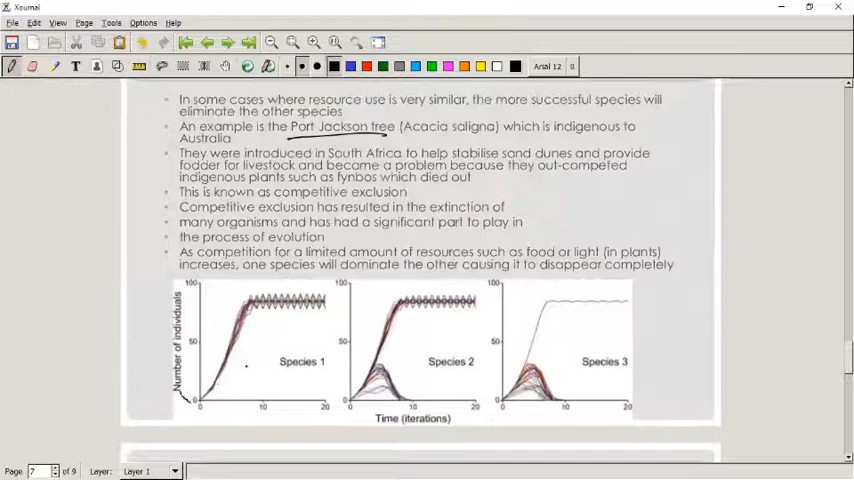 Xournal
File Edit View Page Tools Options Help
T Arial 12 0
In some cases where resource use is very similar, the more successful species will
eliminate the other species
An example is the Port Jackson tree (Acacia saligna) which is indigenous to
Australia
They were introduced in South Africa to help stabilise sand dunes and provide
fodder for livestock and became a problem because they out-competed
indigenous plants such as fynbos which died out
This is known as competitive exclusion
Competitive exclusion has resulted in the extinction of
many organisms and has had a significant part to play in
the process of evolution
As competition for a limited amount of resources such as food or light (in plants)
increases, one species will dominate the other causing it to disappear completely
100 100 100
50 50 50
Number of individuals
Species 1 Species 2 Species 3
0 0 0
0 10 20 0 10 20 0 10 20
Time (iterations)
Page 7 of 9 Layer: Layer 1